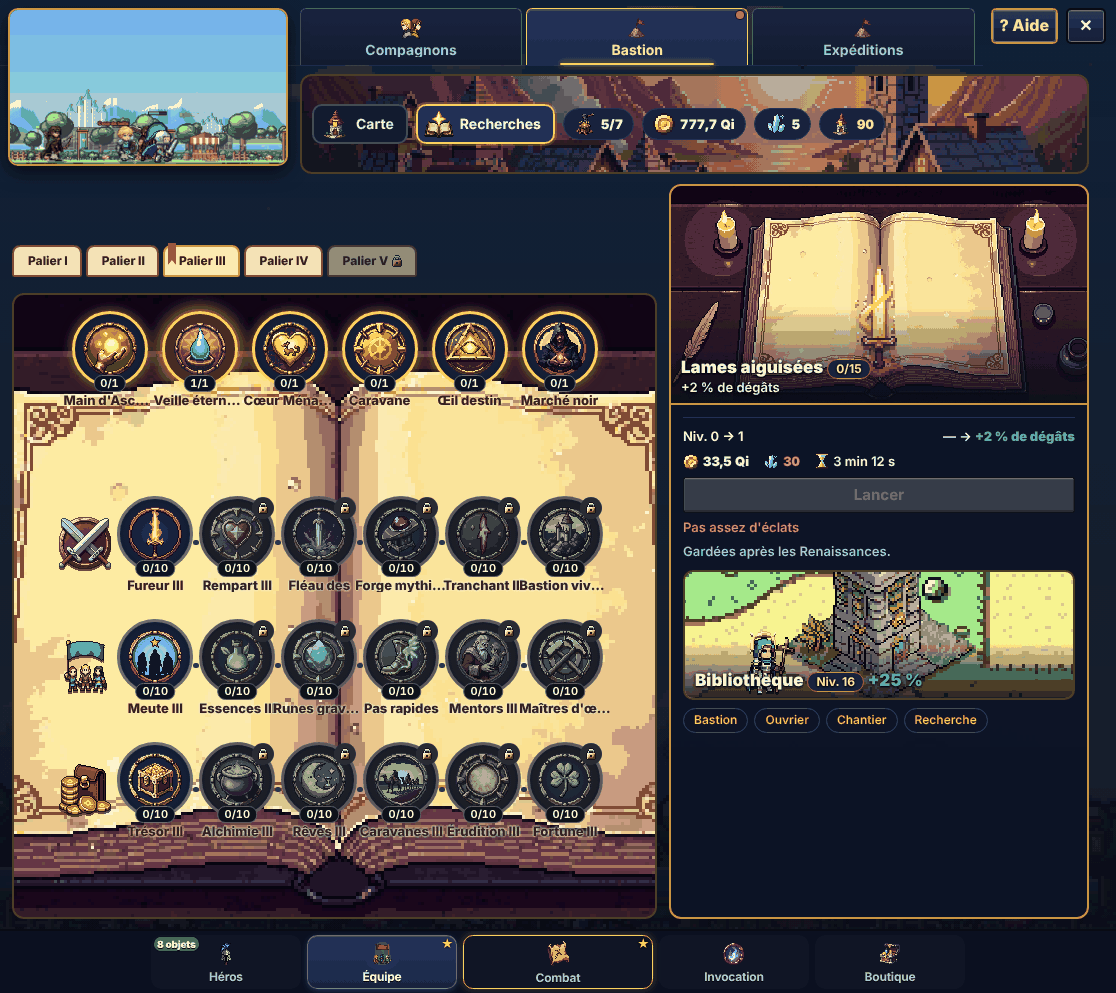 Compagnons
Bastion
Expéditions
? Aide
×
Carte
Recherches
5/7
777,7 Qi
5
90
Palier I
Palier II
Palier III
Palier IV
Palier V
0/1
1/1
0/1
0/1
0/1
0/1
Main d'Asc...
Veille étern...
Cœur Ména...
Caravane
Œil destin
Marché noir
0/10
0/10
0/10
0/10
0/10
0/10
Fureur III
Rempart III
Fléau des
Forge mythi...
Tranchant III
Bastion viv...
0/10
0/10
0/10
0/10
0/10
0/10
Meute III
Essences III
Runes grav...
Pas rapides
Mentors III
Maîtres d'œ...
0/10
0/10
0/10
0/10
0/10
0/10
Trésor III
Alchimie III
Rêves III
Caravanes III
Érudition III
Fortune III
Lames aiguisées 0/15
+2 % de dégâts
Niv. 0 → 1
— → +2 % de dégâts
33,5 Qi
30
3 min 12 s
Lancer
Pas assez d'éclats
Gardées après les Renaissances.
Bibliothèque Niv. 16 +25 %
Bastion
Ouvrier
Chantier
Recherche
8 objets
Héros
Équipe
Combat
Invocation
Boutique